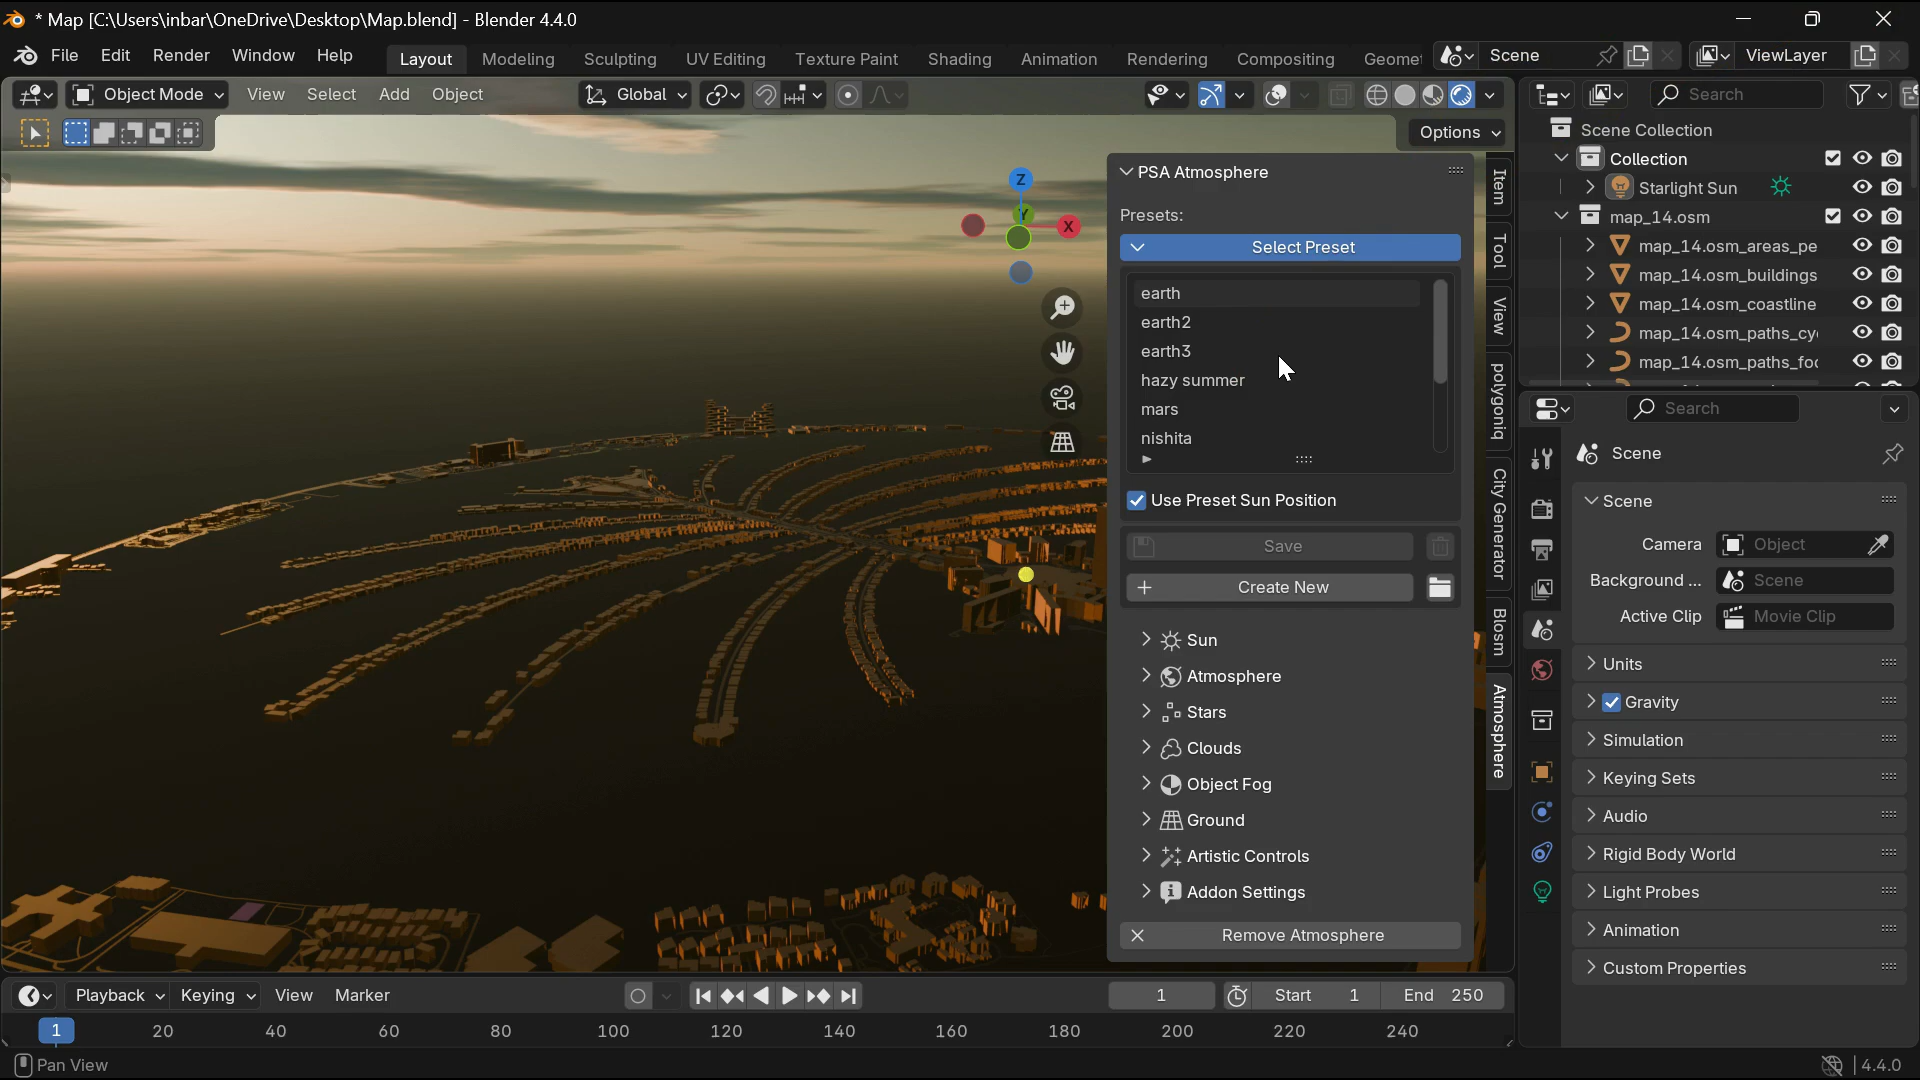 * Map [C:\Users\inbar\OneDrive\Desktop\Map.blend] - Blender 4.4.0
File Edit Render Window Help Layout Modeling Sculpting UV Editing Texture Paint Shading Animation Rendering Compositing Geomet Scene ViewLayer
Object Mode View Select Add Object Global Search
Options
Scene Collection
Collection
Starlight Sun
map_14.osm
map_14.osm_areas_pe
map_14.osm_buildings
map_14.osm_coastline
map_14.osm_paths_cy
map_14.osm_paths_foo
Z
Y
X
PSA Atmosphere
Presets:
Select Preset
earth
earth2
earth3
hazy summer
mars
nishita
Use Preset Sun Position
Save
Create New
Sun
Atmosphere
Stars
Clouds
Object Fog
Ground
Artistic Controls
Addon Settings
Remove Atmosphere
Item
Tool
View
polygoniq
City Generator
Blosm
Atmosphere
Search
Scene
Scene
Camera Object
Background ... Scene
Active Clip Movie Clip
Units
Gravity
Simulation
Keying Sets
Audio
Rigid Body World
Light Probes
Animation
Custom Properties
Playback Keying View Marker 1 Start 1 End 250
1 20 40 60 80 100 120 140 160 180 200 220 240
Pan View 4.4.0